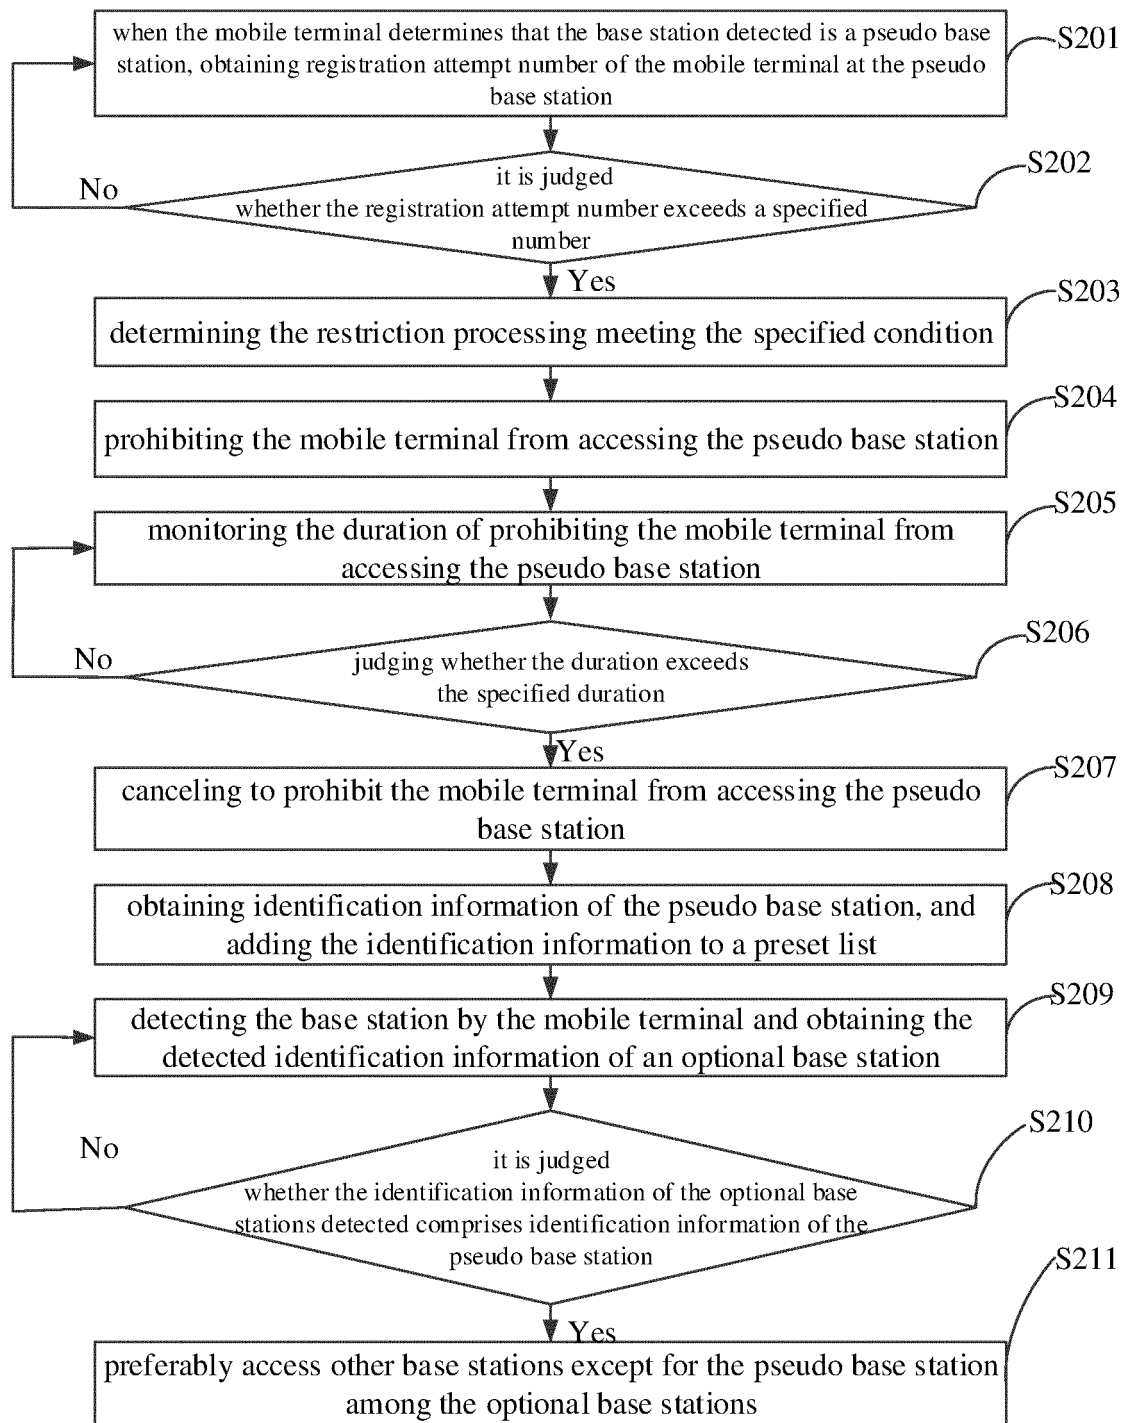 when the mobile terminal determines that the base station detected is a pseudo base
station, obtaining registration attempt number of the mobile terminal at the pseudo
base station
S201
it is judged
whether the registration attempt number exceeds a specified
number
S202
No
Yes
determining the restriction processing meeting the specified condition
S203
prohibiting the mobile terminal from accessing the pseudo base station
S204
monitoring the duration of prohibiting the mobile terminal from
accessing the pseudo base station
S205
judging whether the duration exceeds
the specified duration
S206
No
Yes
canceling to prohibit the mobile terminal from accessing the pseudo
base station
S207
obtaining identification information of the pseudo base station, and
adding the identification information to a preset list
S208
detecting the base station by the mobile terminal and obtaining the
detected identification information of an optional base station
S209
it is judged
whether the identification information of the optional base
stations detected comprises identification information of the
pseudo base station
S210
No
Yes
preferably access other base stations except for the pseudo base station
among the optional base stations
S211